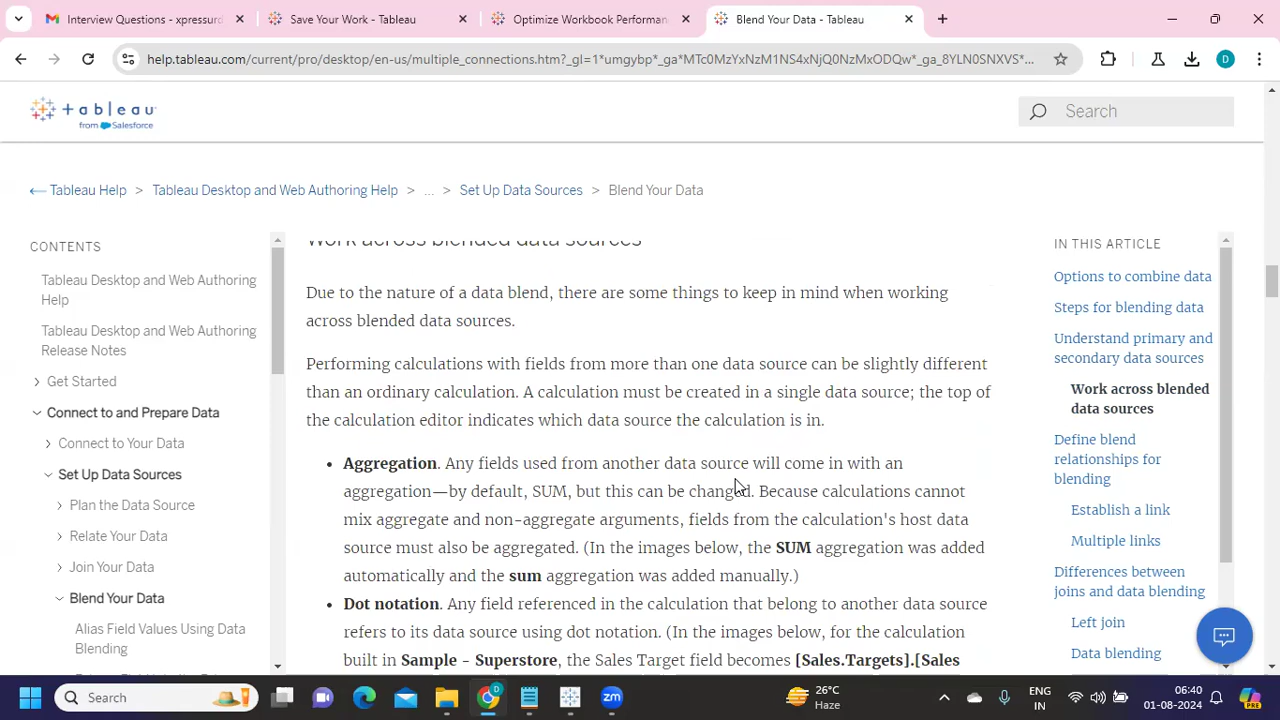 Interview Questions - xpressurd
Save Your Work - Tableau
Optimize Workbook Performan
Blend Your Data - Tableau
help.tableau.com/current/pro/desktop/en-us/multiple_connections.htm?_gl=1*umgybp*_ga*MTc0MzYxNzM1NS4xNjQ0NzMxODQw*_ga_8YLN0SNXVS*...
D
+ a b l e a u
from Salesforce
Search
Tableau Help > Tableau Desktop and Web Authoring Help > ... > Set Up Data Sources > Blend Your Data
CONTENTS
Tableau Desktop and Web Authoring
Help
Tableau Desktop and Web Authoring
Release Notes
Get Started
Connect to and Prepare Data
Connect to Your Data
Set Up Data Sources
Plan the Data Source
Relate Your Data
Join Your Data
Blend Your Data
Alias Field Values Using Data
Blending
Work across blended data sources
Due to the nature of a data blend, there are some things to keep in mind when working
across blended data sources.
Performing calculations with fields from more than one data source can be slightly different
than an ordinary calculation. A calculation must be created in a single data source; the top of
the calculation editor indicates which data source the calculation is in.
• Aggregation. Any fields used from another data source will come in with an
aggregation—by default, SUM, but this can be changed. Because calculations cannot
mix aggregate and non-aggregate arguments, fields from the calculation's host data
source must also be aggregated. (In the images below, the SUM aggregation was added
automatically and the sum aggregation was added manually.)
• Dot notation. Any field referenced in the calculation that belong to another data source
refers to its data source using dot notation. (In the images below, for the calculation
built in Sample - Superstore, the Sales Target field becomes [Sales.Targets].[Sales
IN THIS ARTICLE
Options to combine data
Steps for blending data
Understand primary and
secondary data sources
Work across blended
data sources
Define blend
relationships for
blending
Establish a link
Multiple links
Differences between
joins and data blending
Left join
Data blending
Search
zm
26°C
Haze
ENG
IN
06:40
01-08-2024
PRE